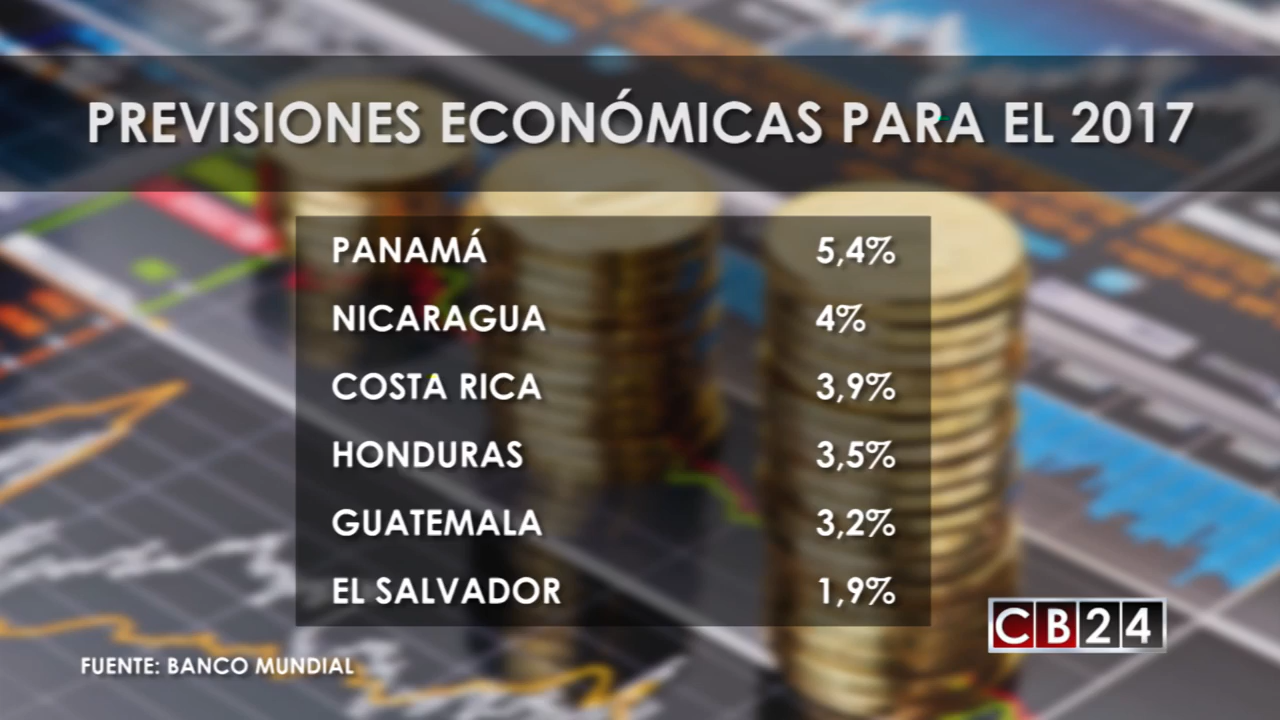 PREVISIONES ECONÓMICAS PARA EL 2017
PANAMÁ 5,4%
NICARAGUA 4%
COSTA RICA 3,9%
HONDURAS 3,5%
GUATEMALA 3,2%
EL SALVADOR 1,9%
CB24
FUENTE: BANCO MUNDIAL